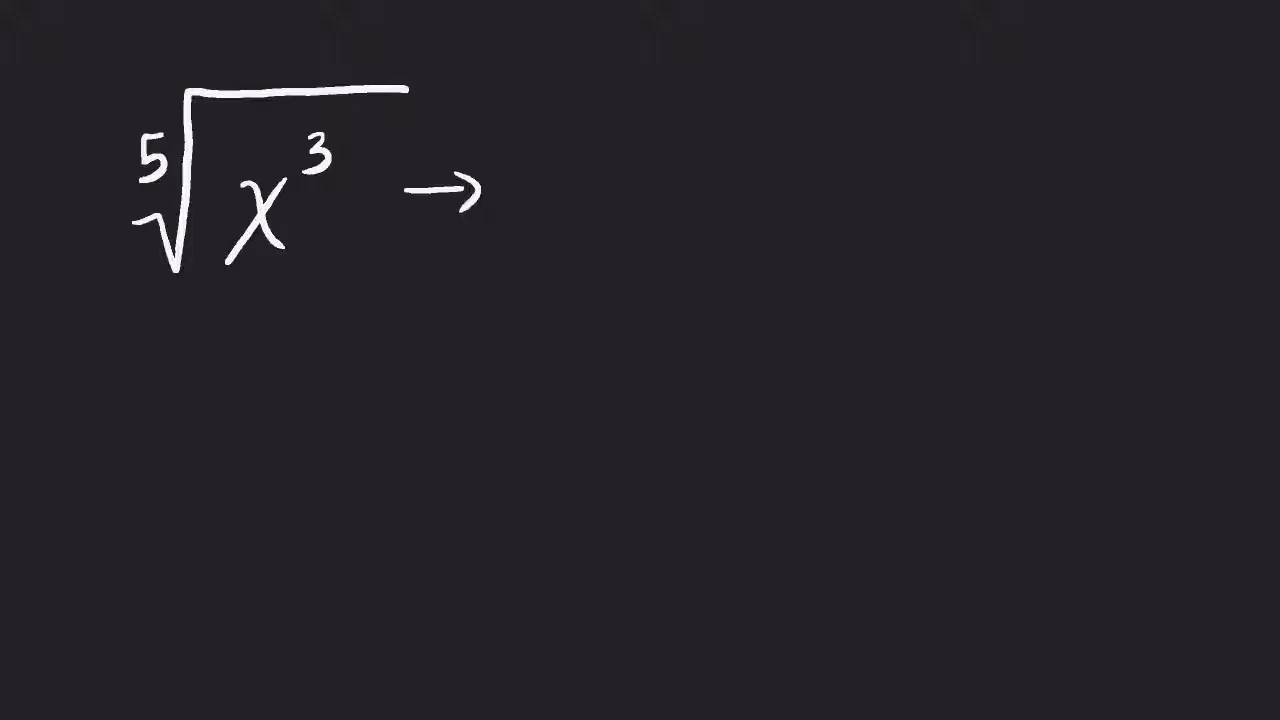 ⁵√x³ →